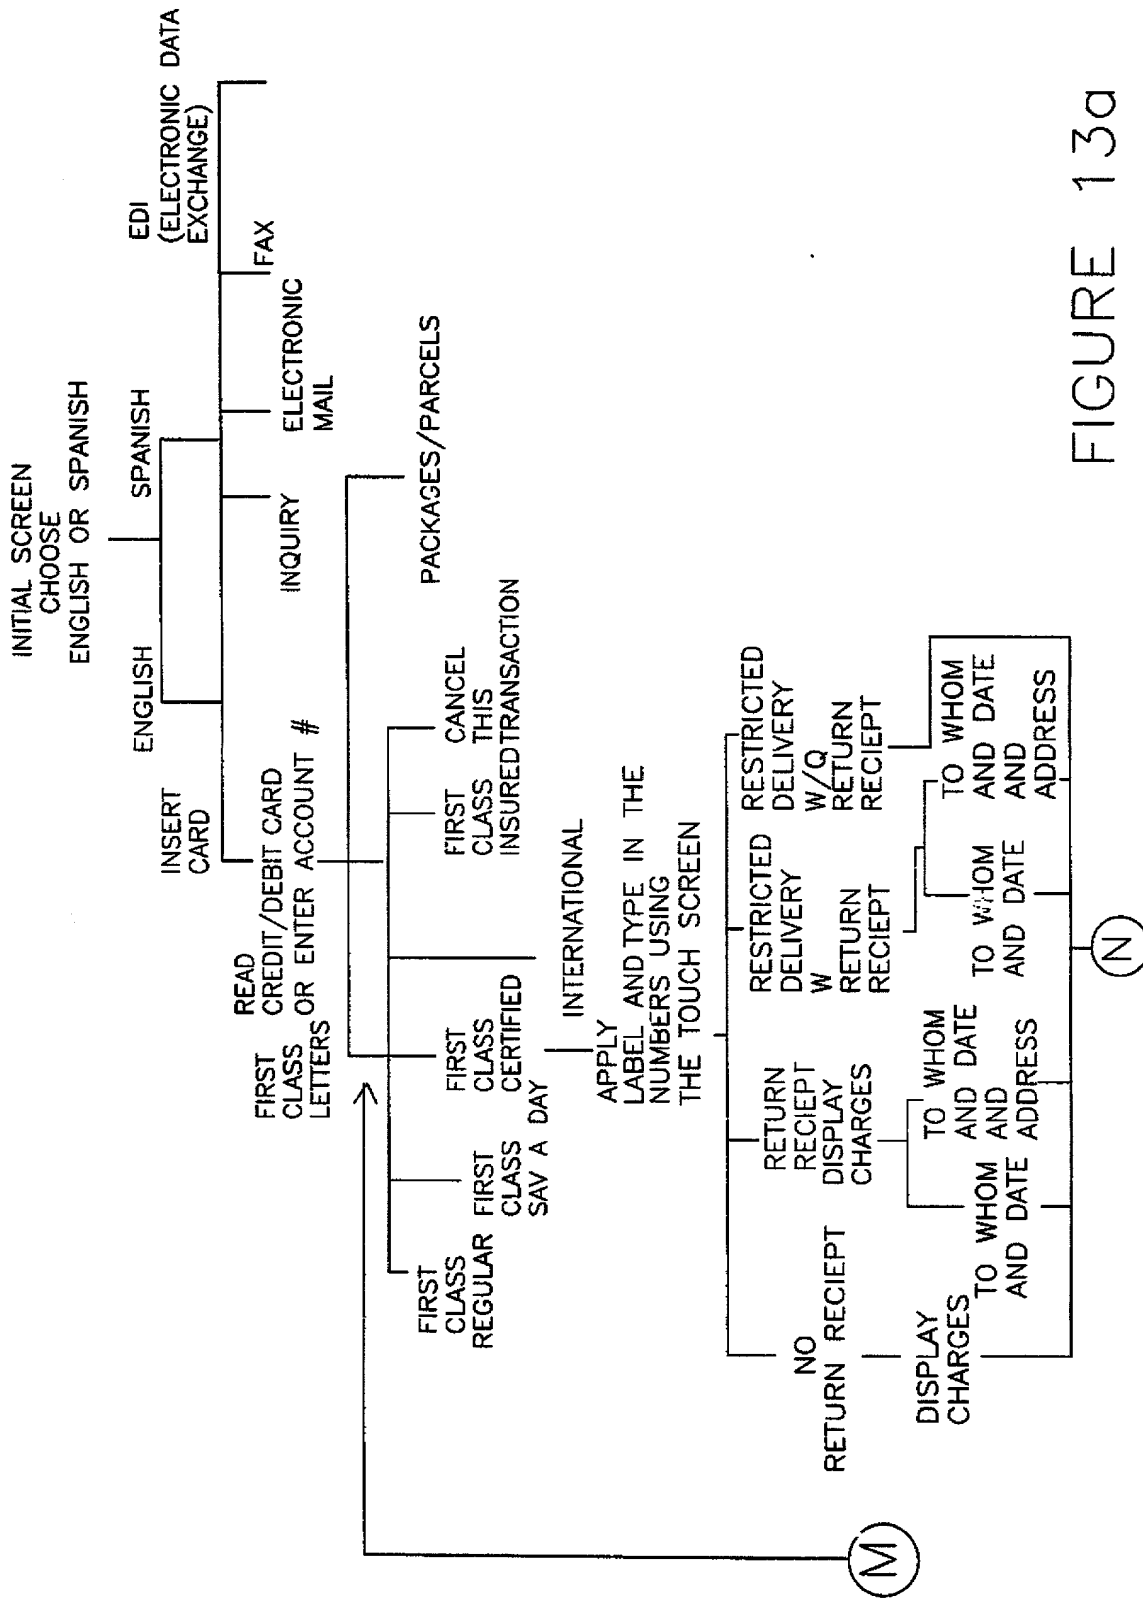 INITIAL SCREEN
CHOOSE
ENGLISH OR SPANISH
ENGLISH
SPANISH
INSERT
CARD
EDI
(ELECTRONIC DATA
EXCHANGE)
READ
CREDIT/DEBIT CARD
OR ENTER ACCOUNT #
INQUIRY
ELECTRONIC
MAIL
FAX
FIRST
CLASS
LETTERS
PACKAGES/PARCELS
FIRST
CLASS
REGULAR
FIRST
CLASS
SAV A DAY
FIRST
CLASS
CERTIFIED
INTERNATIONAL
FIRST
CLASS
INSURED
CANCEL
THIS
TRANSACTION
APPLY
LABEL AND TYPE IN THE
NUMBERS USING
THE TOUCH SCREEN
NO
RETURN RECIEPT
RETURN
RECIEPT
DISPLAY
CHARGES
RESTRICTED
DELIVERY
W
RETURN
RECIEPT
RESTRICTED
DELIVERY
W/Q
RETURN
RECIEPT
DISPLAY
CHARGES
TO WHOM
AND DATE
TO WHOM
AND DATE
AND
ADDRESS
TO WHOM
AND DATE
TO WHOM
AND DATE
AND
ADDRESS
M
N
FIGURE 13a